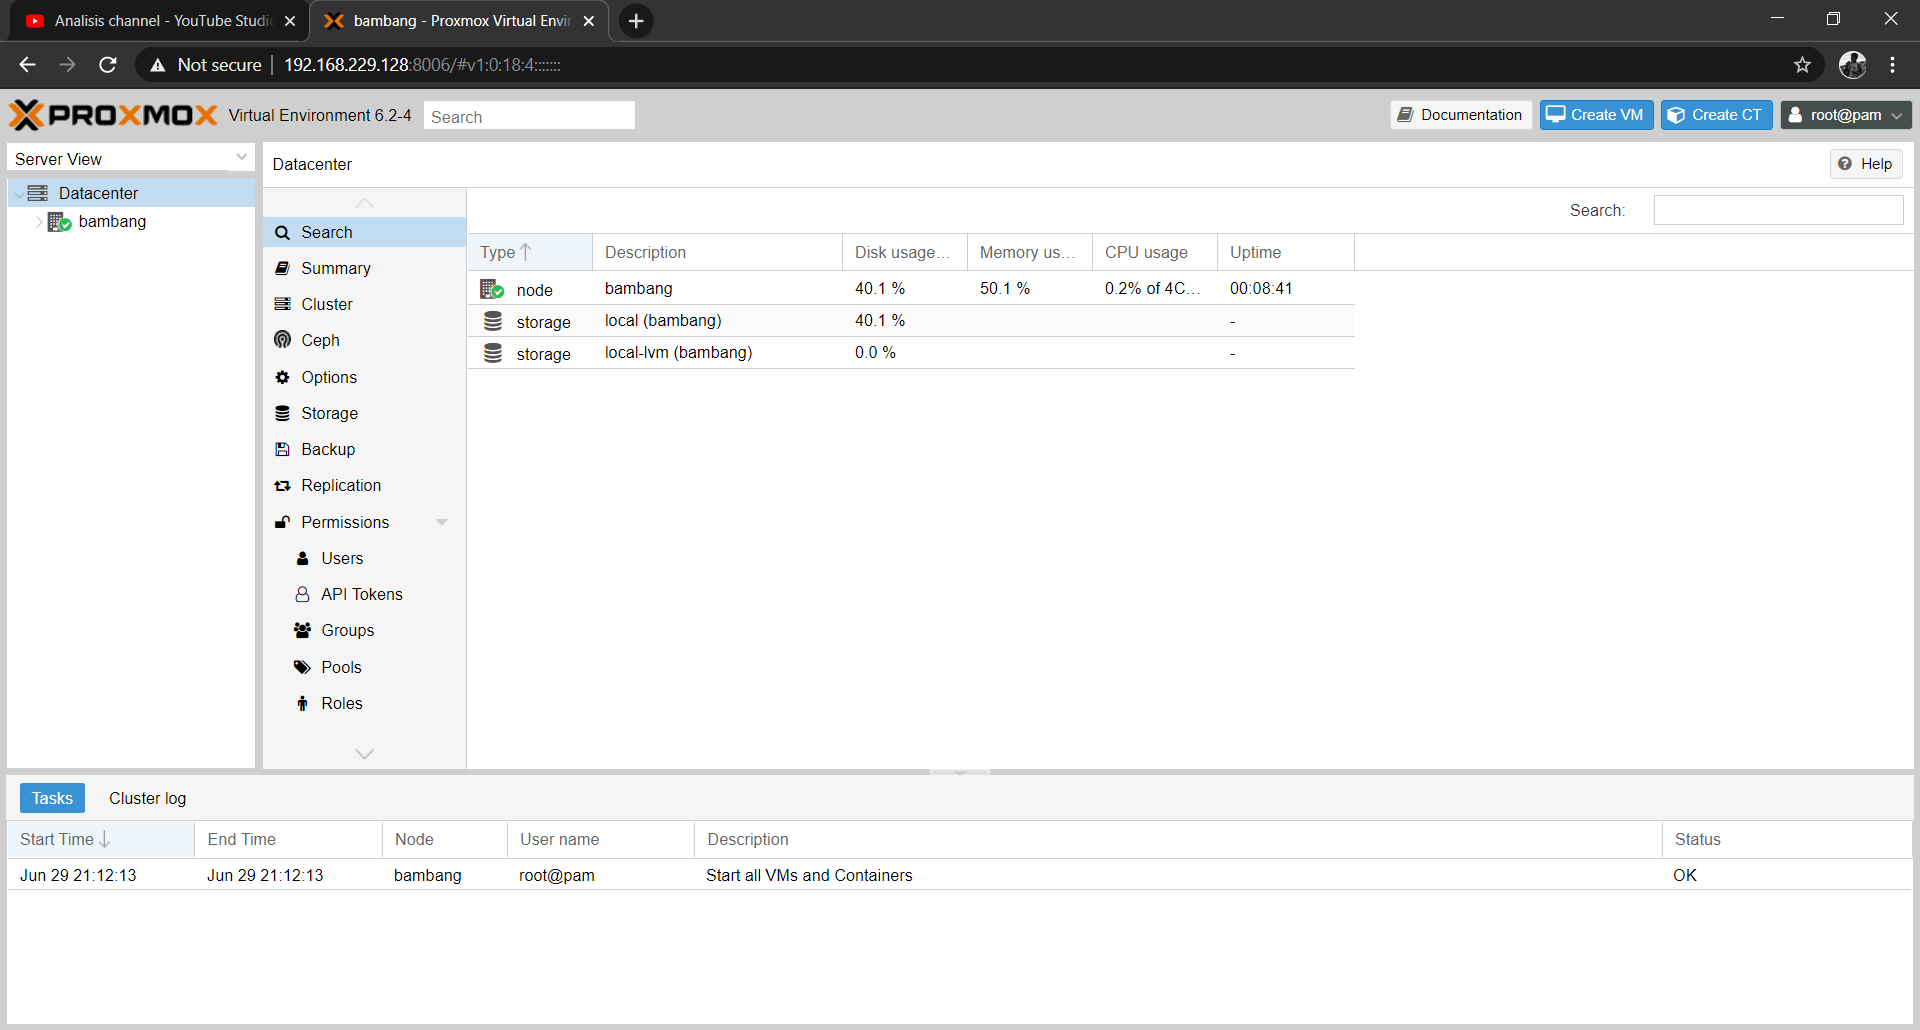 Analisis channel - YouTube Studi
bambang - Proxmox Virtual Envir
Not secure 192.168.229.128:8006/#v1:0:18:4:::::::
PROXMOX Virtual Environment 6.2-4 Search Documentation Create VM Create CT root@pam
Server View
Datacenter
bambang
Datacenter Help
Search
Summary
Cluster
Ceph
Options
Storage
Backup
Replication
Permissions
Users
API Tokens
Groups
Pools
Roles
Search:
Type Description Disk usage... Memory us... CPU usage Uptime
node bambang 40.1 % 50.1 % 0.2% of 4C... 00:08:41
storage local (bambang) 40.1 % -
storage local-lvm (bambang) 0.0 % -
Tasks Cluster log
Start Time End Time Node User name Description Status
Jun 29 21:12:13 Jun 29 21:12:13 bambang root@pam Start all VMs and Containers OK